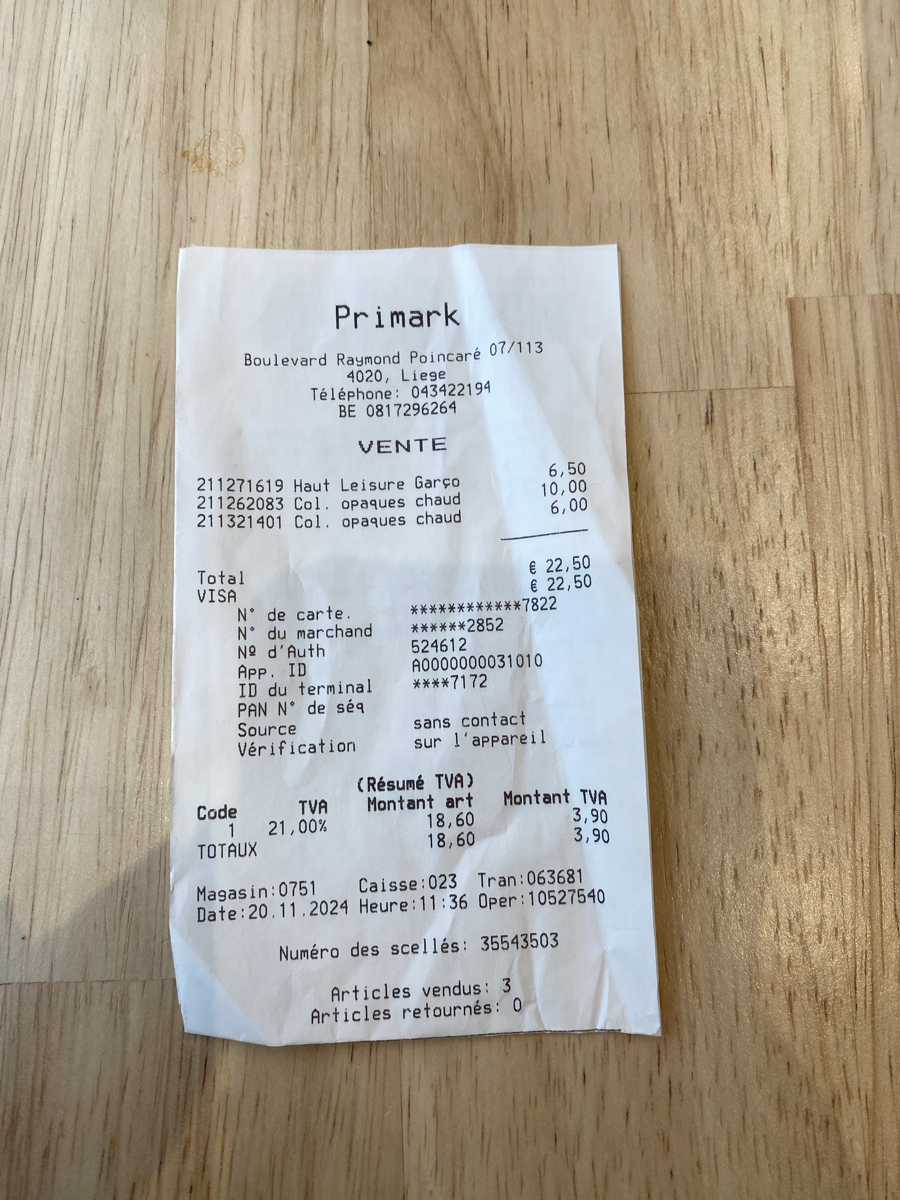 Primark
Boulevard Raymond Poincaré 07/113
4020, Liege
Téléphone: 043422194
BE 0817296264
VENTE
211271619 Haut Leisure Garço 6,50
211262083 Col. opaques chaud 10,00
211321401 Col. opaques chaud 6,00
Total € 22,50
VISA € 22,50
N° de carte. ************7822
N° du marchand ******2852
Nº d'Auth 524612
App. ID A0000000031010
ID du terminal ****7172
PAN N° de séq
Source sans contact
Vérification sur l'appareil
(Résumé TVA)
Code TVA Montant art Montant TVA
1 21,00% 18,60 3,90
TOTAUX 18,60 3,90
Magasin:0751 Caisse:023 Tran:063681
Date:20.11.2024 Heure:11:36 Oper:10527540
Numéro des scellés: 35543503
Articles vendus: 3
Articles retournés: 0